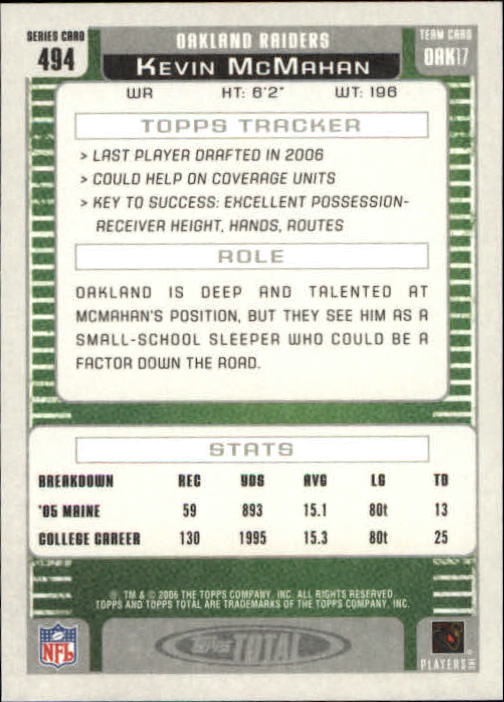 SERIES CARD
494
OAKLAND RAIDERS
KEVIN MCMAHAN
TEAM CARD
OAK17
WR HT: 6'2" WT: 196
TOPPS TRACKER
> LAST PLAYER DRAFTED IN 2006
> COULD HELP ON COVERAGE UNITS
> KEY TO SUCCESS: EXCELLENT POSSESSION-
RECEIVER HEIGHT, HANDS, ROUTES
ROLE
OAKLAND IS DEEP AND TALENTED AT
MCMAHAN'S POSITION, BUT THEY SEE HIM AS A
SMALL-SCHOOL SLEEPER WHO COULD BE A
FACTOR DOWN THE ROAD.
STATS
BREAKDOWN REC YDS AVG LG TD
'05 MAINE 59 893 15.1 80t 13
COLLEGE CAREER 130 1995 15.3 80t 25
®, TM & © 2006 THE TOPPS COMPANY, INC. ALL RIGHTS RESERVED.
TOPPS AND TOPPS TOTAL ARE TRADEMARKS OF THE TOPPS COMPANY, INC.
NFL
topps TOTAL
PLAYERS INC